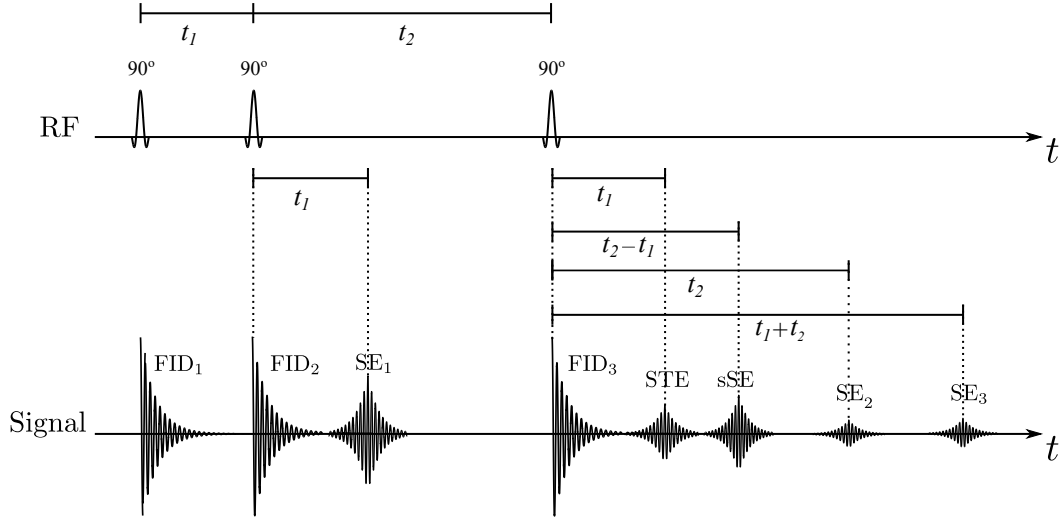 t₁ t₂
90º 90º 90º
RF
t
t₁ t₁
t₂–t₁
t₂
t₁+t₂
FID₁ FID₂ SE₁ FID₃ STE sSE SE₂ SE₃
Signal
t